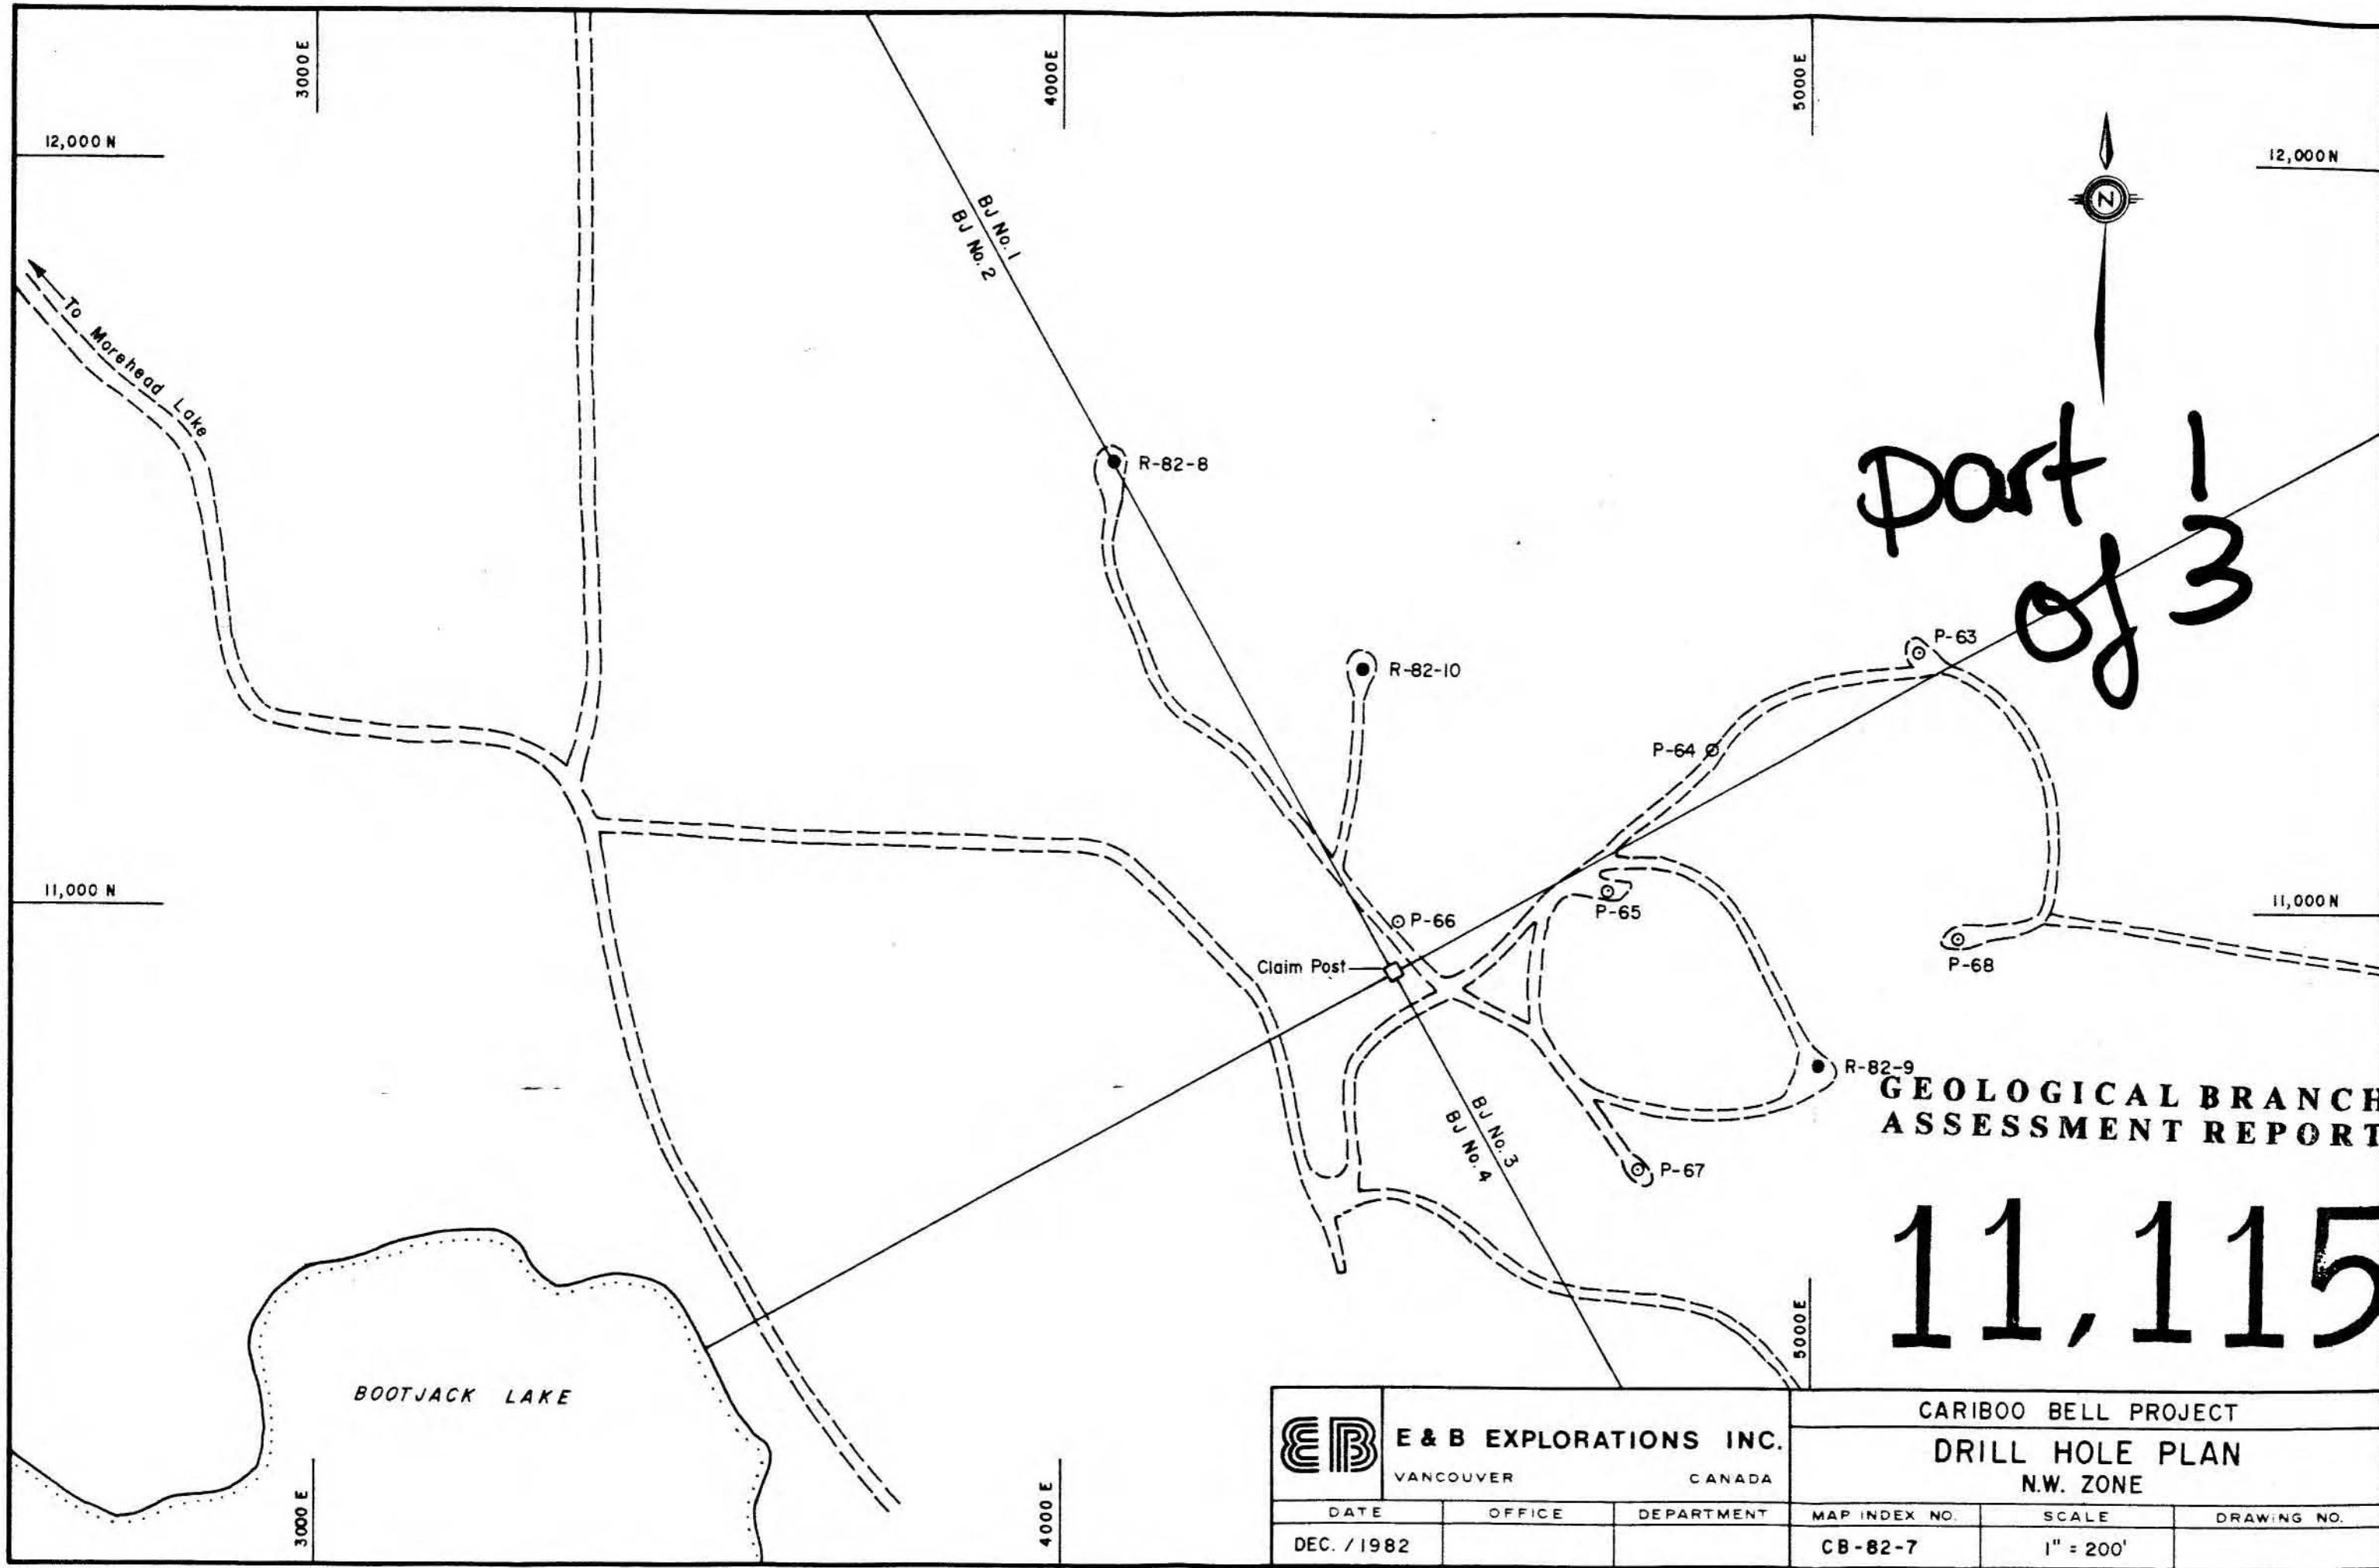 3000 E
4000E
5000 E
12,000 N
12,000 N
N
BJ No. 1
BJ No. 2
To Morehead Lake
part 1
of 3
R-82-8
P-63
R-82-10
P-64
11,000 N
11,000 N
P-65
P-66
Claim Post
P-68
R-82-9
GEOLOGICAL BRANCH
ASSESSMENT REPORT
BJ No. 3
BJ No. 4
P-67
11,115
5000 E
BOOTJACK LAKE
3000 E
4000 E
EB
E & B EXPLORATIONS INC.
VANCOUVER CANADA
CARIBOO BELL PROJECT
DRILL HOLE PLAN
N.W. ZONE
DATE OFFICE DEPARTMENT MAP INDEX NO. SCALE DRAWING NO.
DEC. / 1982 CB-82-7 1" = 200'